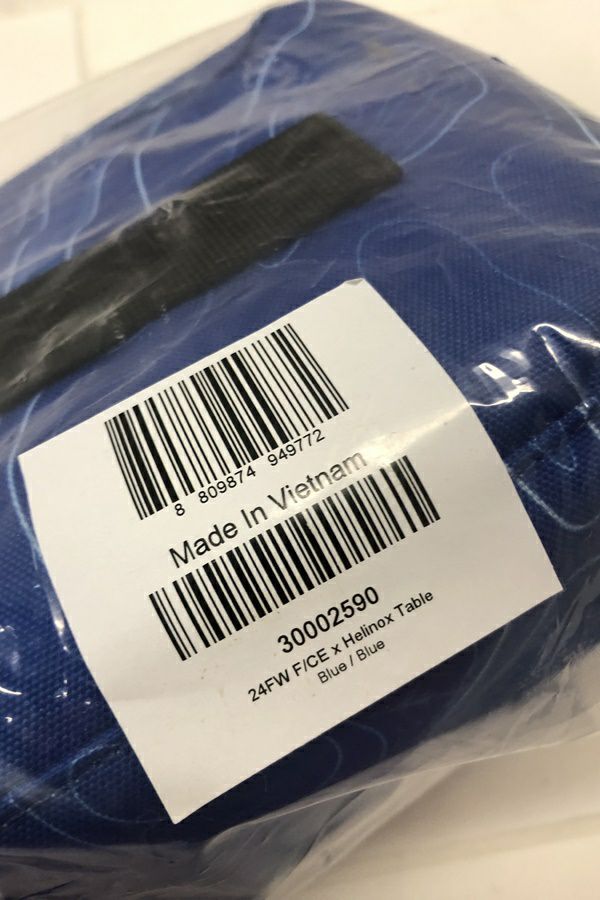 8 809874 949772
Made In Vietnam
30002590
24FW F/CE x Helinox Table
Blue / Blue